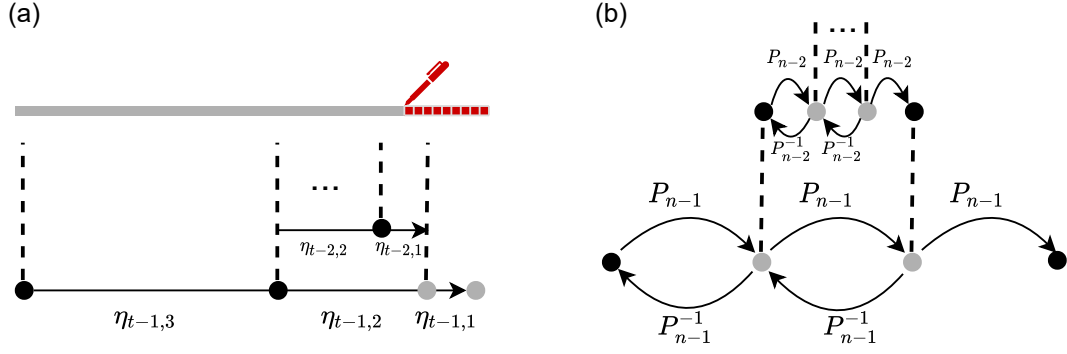 (a)
...
η_{t−2,2} η_{t−2,1}
η_{t−1,3} η_{t−1,2} η_{t−1,1}
(b)
...
P_{n−2} P_{n−2} P_{n−2}
P_{n−2}^{−1} P_{n−2}^{−1}
P_{n−1} P_{n−1} P_{n−1}
P_{n−1}^{−1} P_{n−1}^{−1}